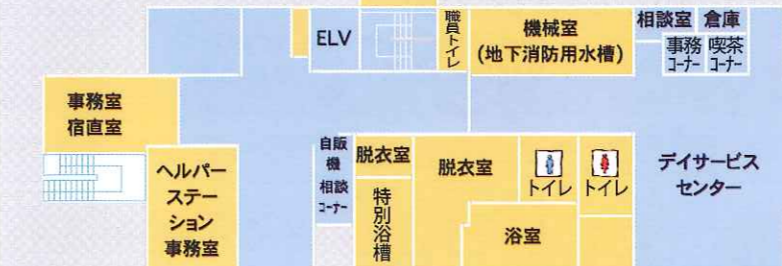 ELV
職員トイレ
機械室
(地下消防用水槽)
相談室
倉庫
事務
コーナー
喫茶
コーナー
事務室
宿直室
ヘルパー
ステー
ション
事務室
自販
機
相談
コーナー
脱衣室
特別浴槽
脱衣室
トイレ
トイレ
浴室
デイサービス
センター